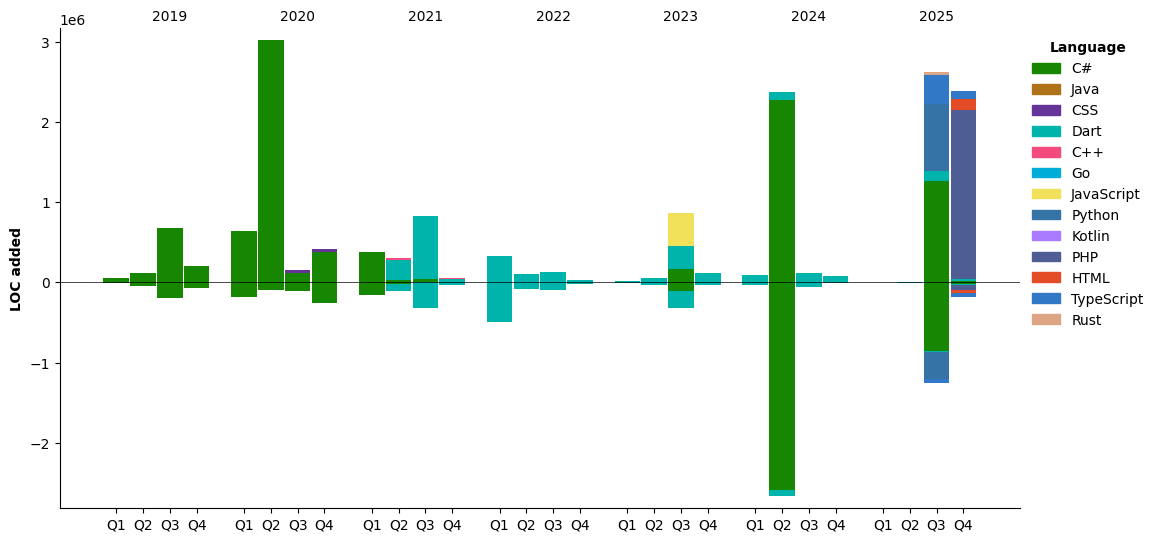 1e6
2019 2020 2021 2022 2023 2024 2025
LOC added
3
2
1
0
−1
−2
Q1 Q2 Q3 Q4 Q1 Q2 Q3 Q4 Q1 Q2 Q3 Q4 Q1 Q2 Q3 Q4 Q1 Q2 Q3 Q4 Q1 Q2 Q3 Q4 Q1 Q2 Q3 Q4
Language
C#
Java
CSS
Dart
C++
Go
JavaScript
Python
Kotlin
PHP
HTML
TypeScript
Rust